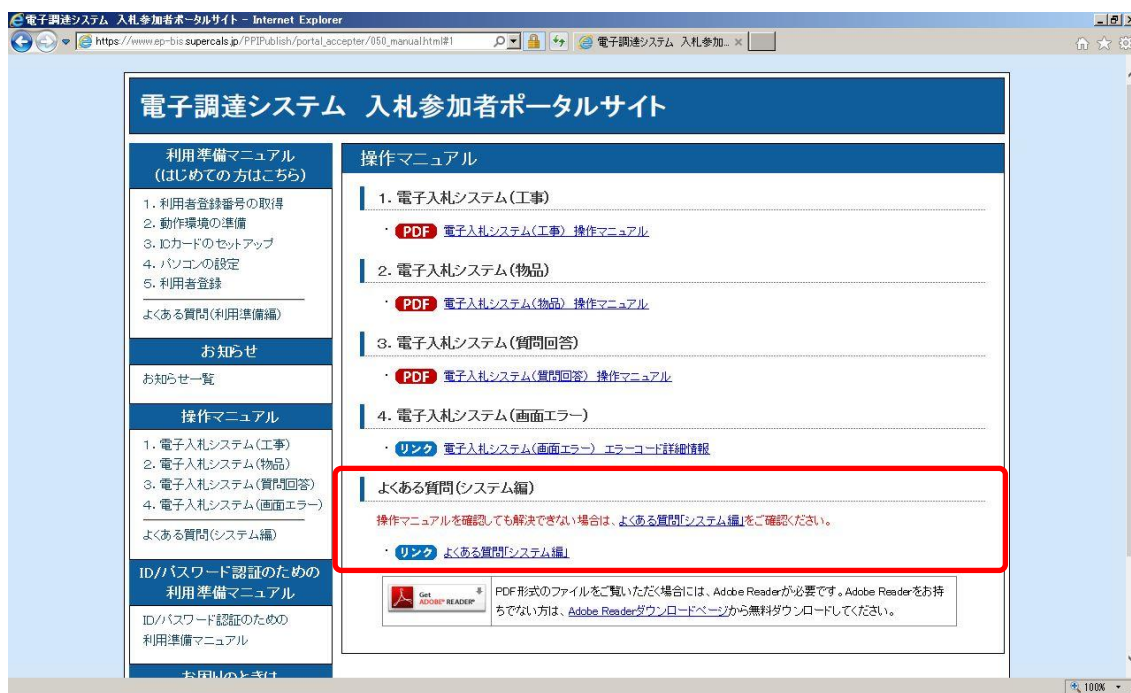 電子調達システム 入札参加者ポータルサイト - Internet Explorer
https://www.ep-bis.supercals.jp/PPIPublish/portal_accepter/050_manual.html#1
電子調達システム 入札参加... ×
電子調達システム 入札参加者ポータルサイト
利用準備マニュアル
(はじめての方はこちら)
1. 利用者登録番号の取得
2. 動作環境の準備
3. ICカードのセットアップ
4. パソコンの設定
5. 利用者登録
よくある質問(利用準備編)
お知らせ
お知らせ一覧
操作マニュアル
1. 電子入札システム(工事)
2. 電子入札システム(物品)
3. 電子入札システム(質問回答)
4. 電子入札システム(画面エラー)
よくある質問(システム編)
ID/パスワード認証のための
利用準備マニュアル
ID/パスワード認証のための
利用準備マニュアル
お困りのときは
操作マニュアル
1. 電子入札システム(工事)
・ PDF 電子入札システム(工事) 操作マニュアル
2. 電子入札システム(物品)
・ PDF 電子入札システム(物品) 操作マニュアル
3. 電子入札システム(質問回答)
・ PDF 電子入札システム(質問回答) 操作マニュアル
4. 電子入札システム(画面エラー)
・ リンク 電子入札システム(画面エラー) エラーコード詳細情報
よくある質問(システム編)
操作マニュアルを確認しても解決できない場合は、よくある質問「システム編」をご確認ください。
・ リンク よくある質問「システム編」
Get ADOBE® READER®
PDF形式のファイルをご覧いただく場合には、Adobe Readerが必要です。Adobe Readerをお持
ちでない方は、Adobe Readerダウンロードページから無料ダウンロードしてください。
100%